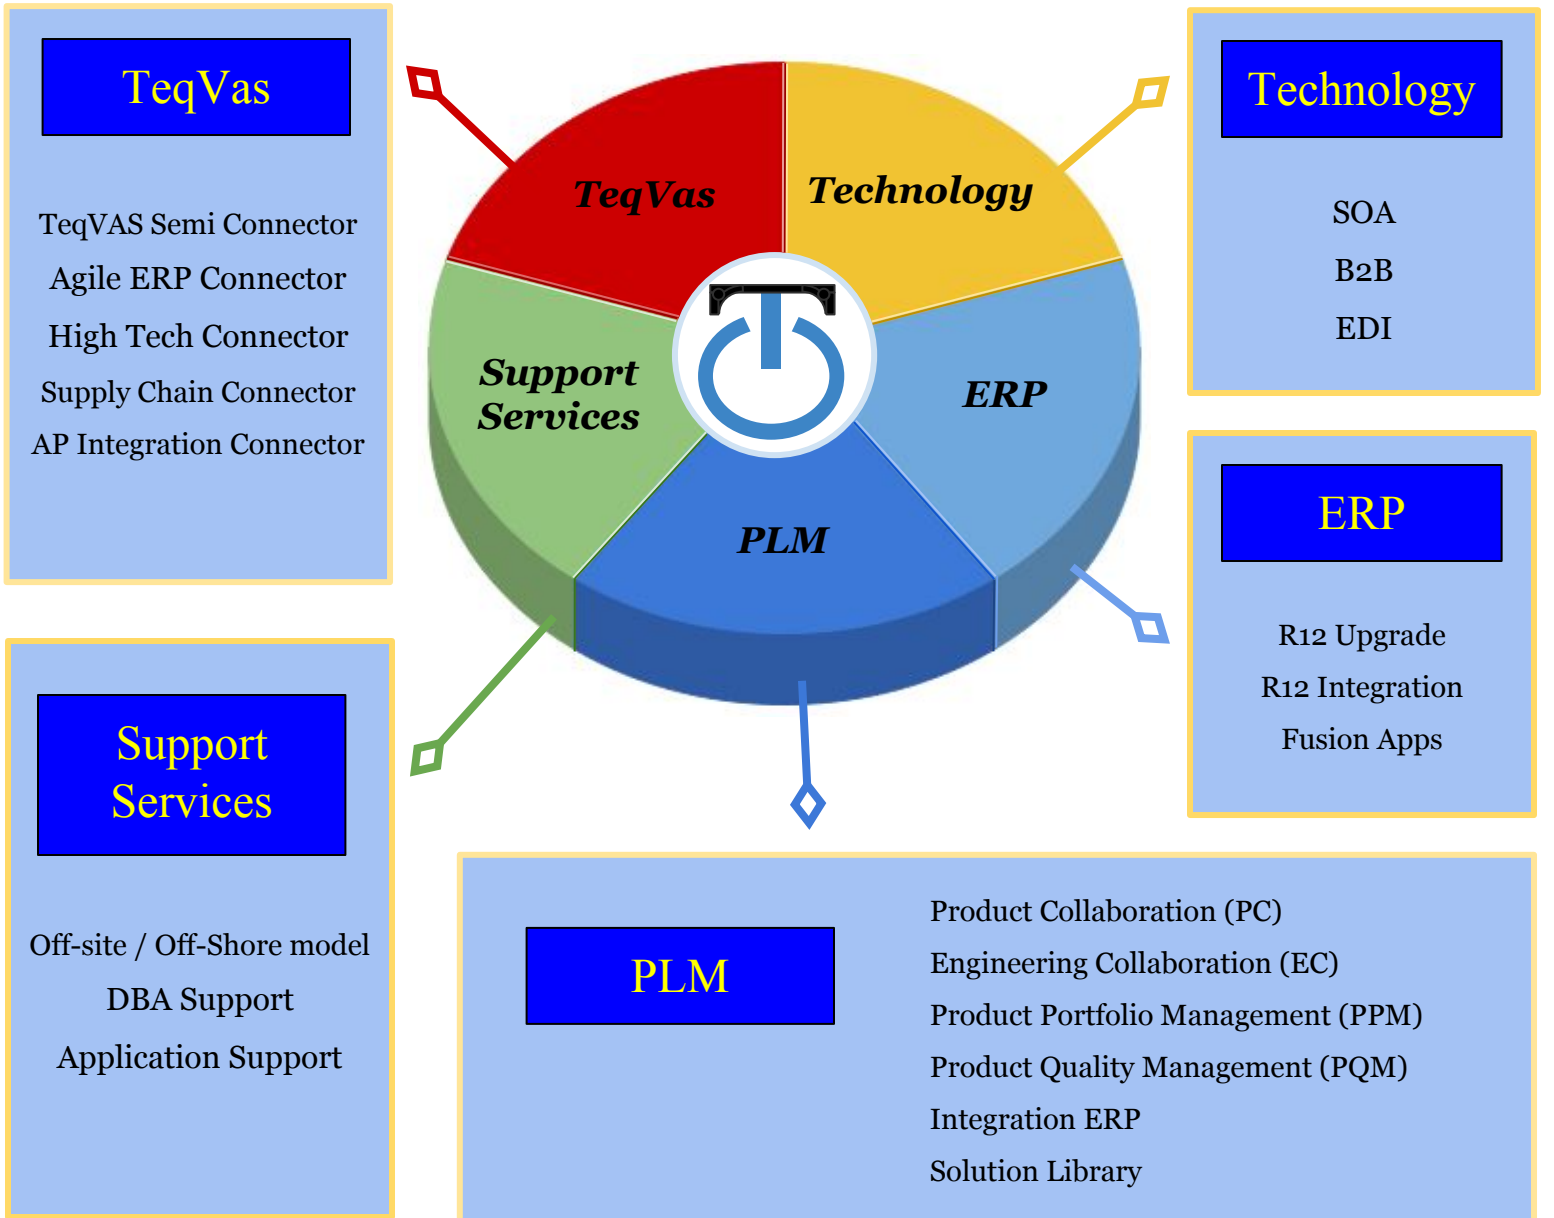 TeqVas
TeqVAS Semi Connector
Agile ERP Connector
High Tech Connector
Supply Chain Connector
AP Integration Connector
TeqVas
Technology
Support
Services
ERP
PLM
Technology
SOA
B2B
EDI
ERP
R12 Upgrade
R12 Integration
Fusion Apps
Support
Services
Off-site / Off-Shore model
DBA Support
Application Support
PLM
Product Collaboration (PC)
Engineering Collaboration (EC)
Product Portfolio Management (PPM)
Product Quality Management (PQM)
Integration ERP
Solution Library